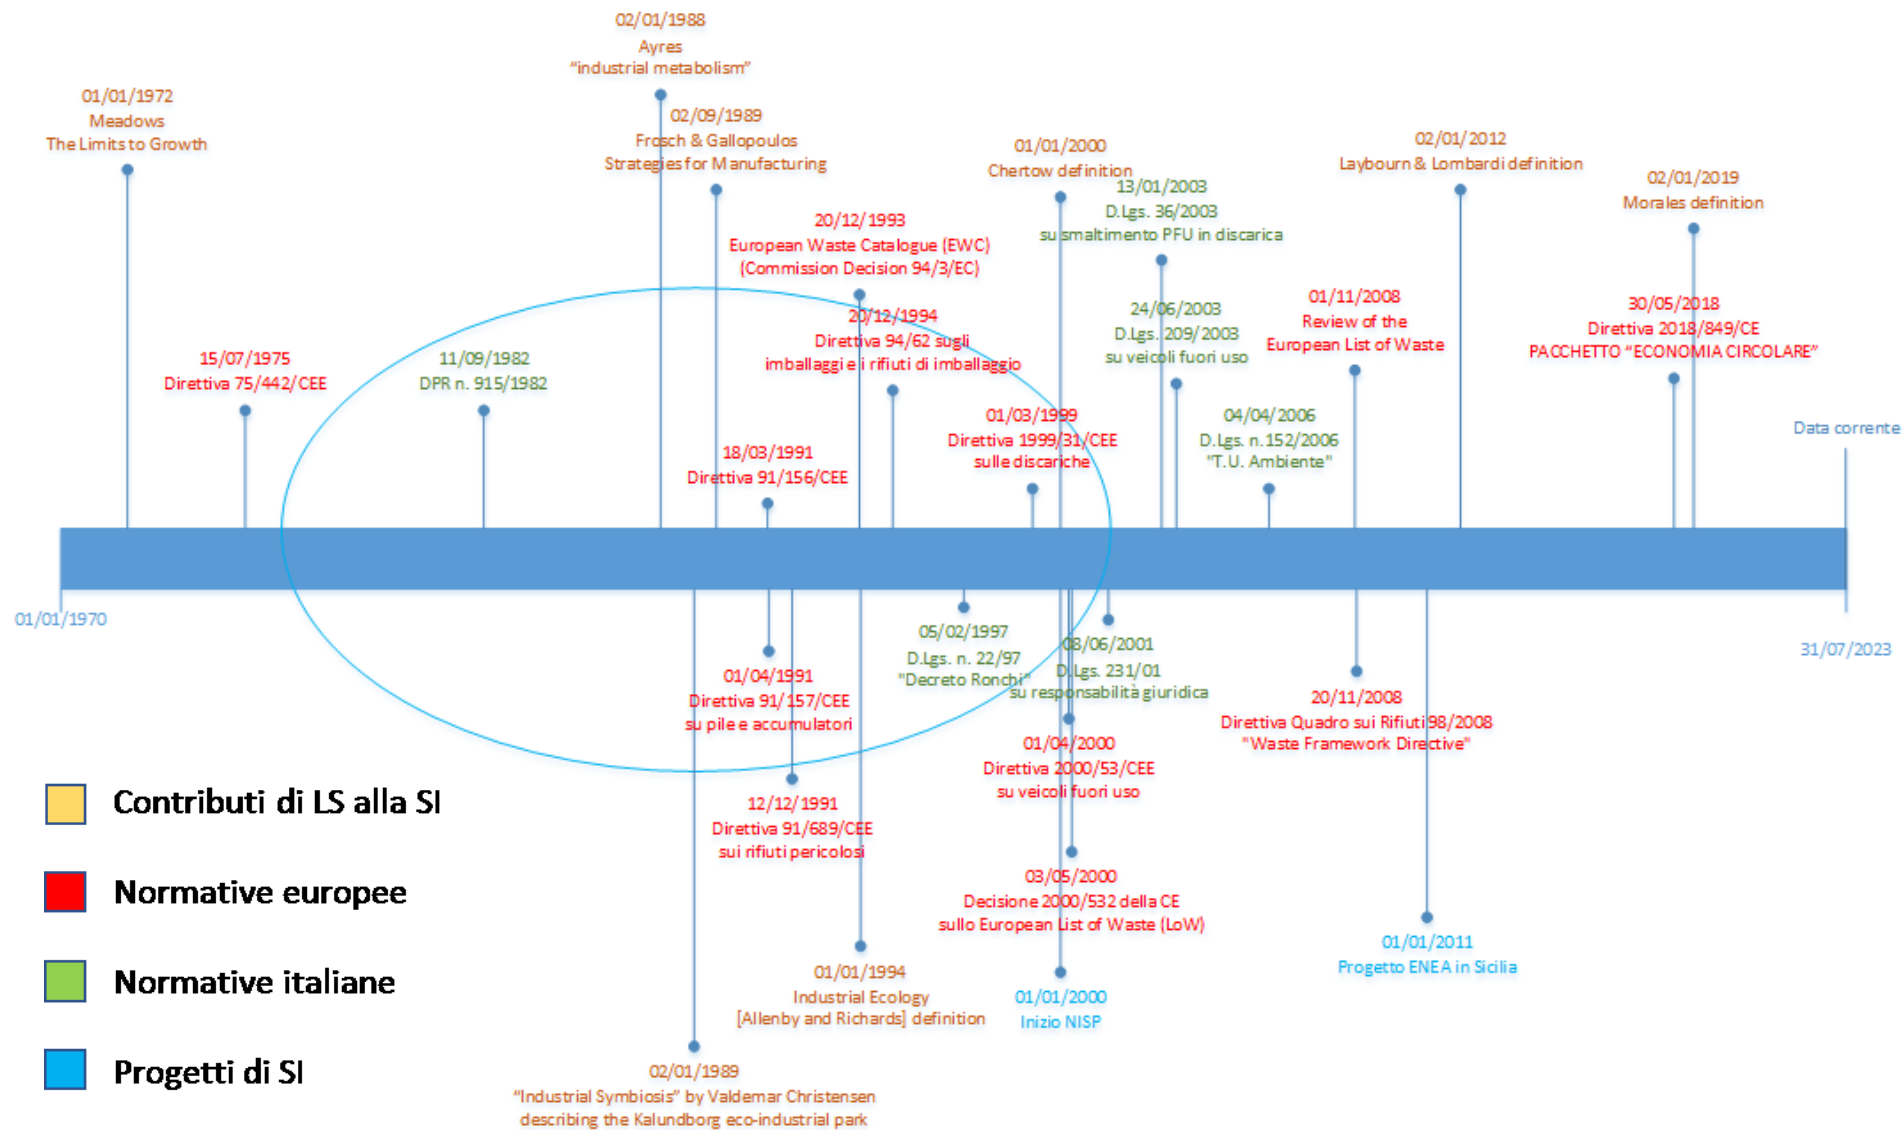 02/01/1988
Ayres
“industrial metabolism”
01/01/1972
Meadows
The Limits to Growth
02/09/1989
Frosch & Gallopoulos
Strategies for Manufacturing
01/01/2000
Chertow definition
02/01/2012
Laybourn & Lombardi definition
02/01/2019
Morales definition
13/01/2003
D.Lgs. 36/2003
su smaltimento PFU in discarica
20/12/1993
European Waste Catalogue (EWC)
(Commission Decision 94/3/EC)
20/12/1994
Direttiva 94/62 sugli
imballaggi e i rifiuti di imballaggio
24/06/2003
D.Lgs. 209/2003
su veicoli fuori uso
01/11/2008
Review of the
European List of Waste
30/05/2018
Direttiva 2018/849/CE
PACCHETTO “ECONOMIA CIRCOLARE”
15/07/1975
Direttiva 75/442/CEE
11/09/1982
DPR n. 915/1982
01/03/1999
Direttiva 1999/31/CEE
sulle discariche
04/04/2006
D.Lgs. n.152/2006
"T.U. Ambiente"
18/03/1991
Direttiva 91/156/CEE
Data corrente
01/01/1970
31/07/2023
05/02/1997
D.Lgs. n. 22/97
"Decreto Ronchi"
08/06/2001
D.Lgs. 231/01
su responsabilità giuridica
01/04/1991
Direttiva 91/157/CEE
su pile e accumulatori
20/11/2008
Direttiva Quadro sui Rifiuti 98/2008
"Waste Framework Directive"
01/04/2000
Direttiva 2000/53/CEE
su veicoli fuori uso
12/12/1991
Direttiva 91/689/CEE
sui rifiuti pericolosi
03/05/2000
Decisione 2000/532 della CE
sullo European List of Waste (LoW)
01/01/2011
Progetto ENEA in Sicilia
01/01/1994
Industrial Ecology
[Allenby and Richards] definition
01/01/2000
Inizio NISP
02/01/1989
“Industrial Symbiosis” by Valdemar Christensen
describing the Kalundborg eco-industrial park
Contributi di LS alla SI
Normative europee
Normative italiane
Progetti di SI